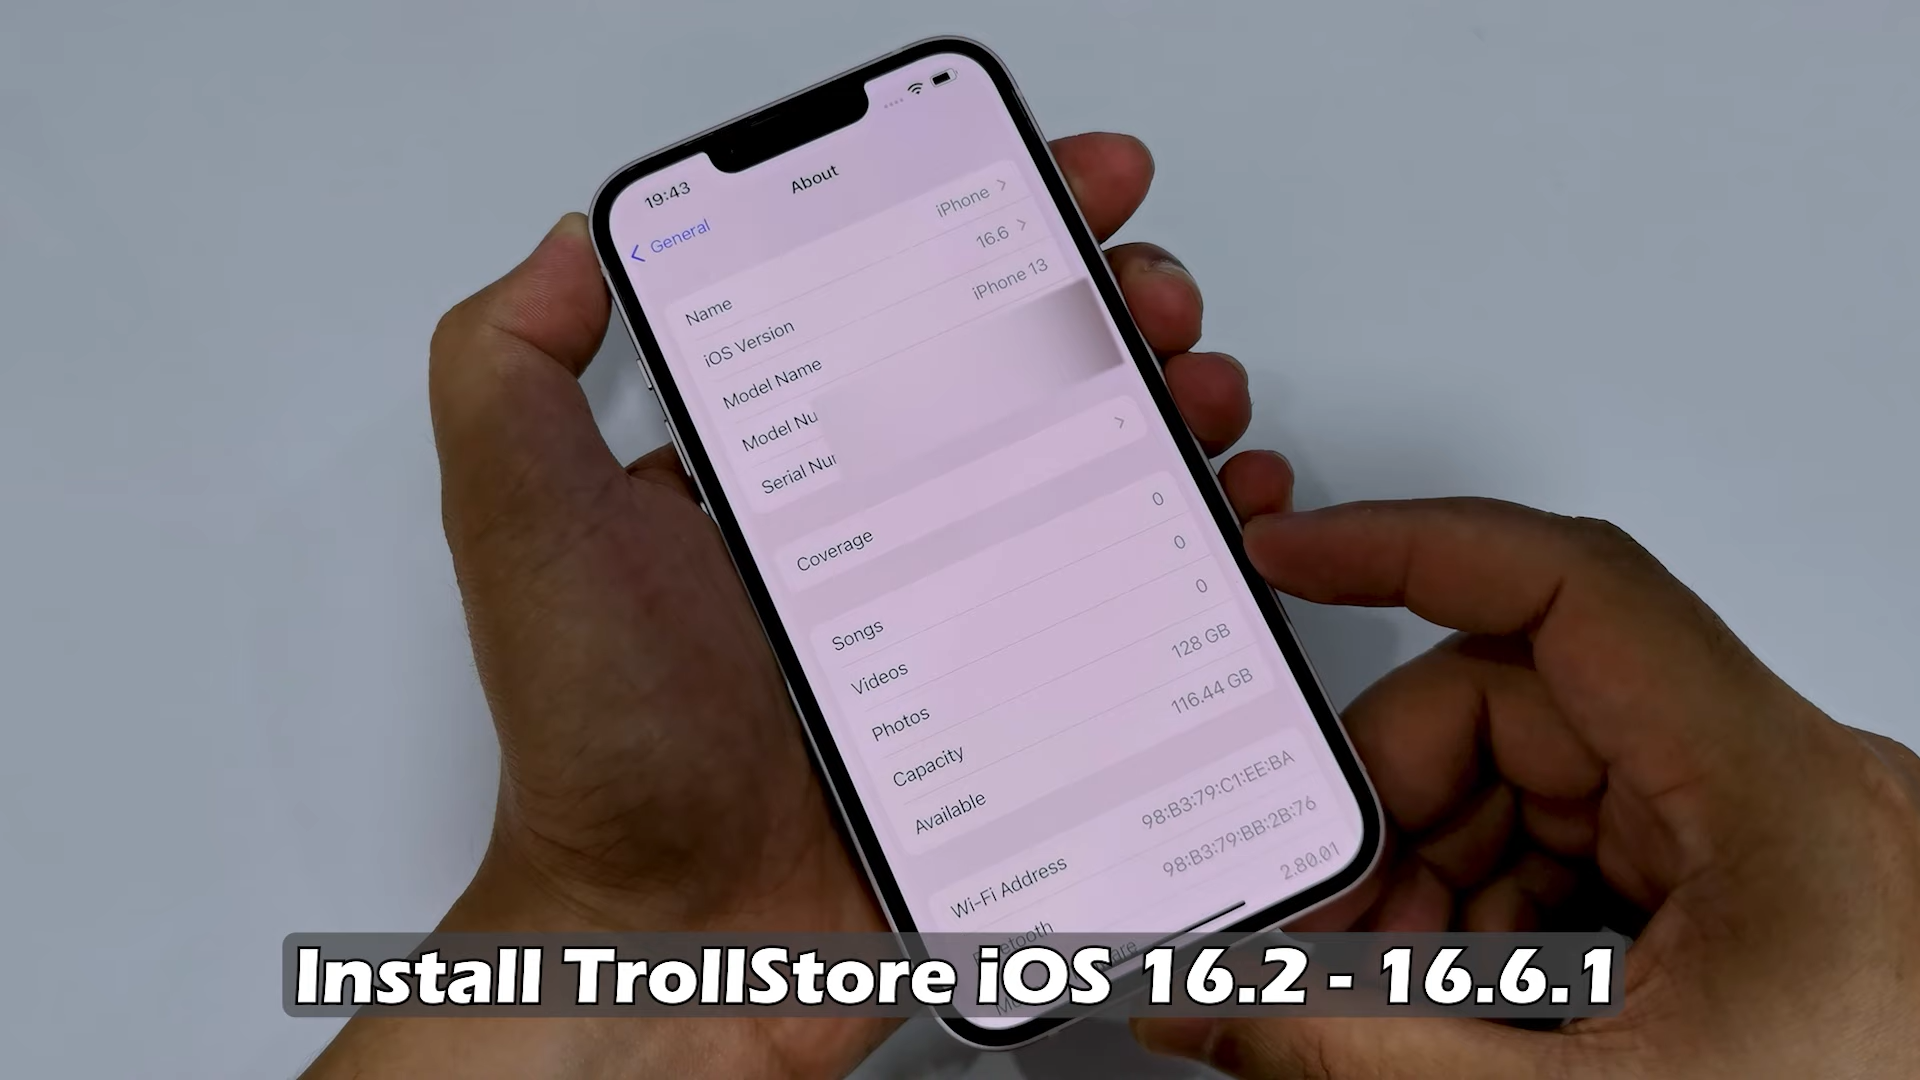 19:43
About
General
Name
iPhone
iOS Version
16.6
Model Name
iPhone 13
Model Nu
Serial Nu
Coverage
Songs
0
Videos
0
Photos
0
Capacity
128 GB
Available
116.44 GB
Wi-Fi Address
98:B3:79:C1:EE:BA
98:B3:79:BB:2B:76
2.80.01
Install TrollStore iOS 16.2 - 16.6.1